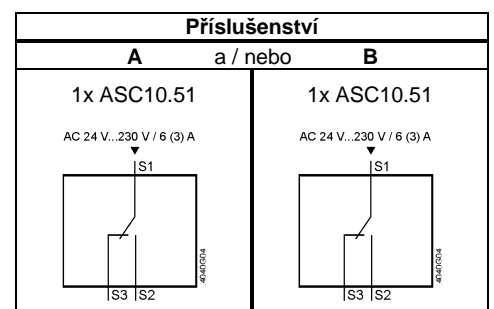 Příslušenství
A a / nebo B
1x ASC10.51 1x ASC10.51
AC 24 V...230 V / 6 (3) A AC 24 V...230 V / 6 (3) A
S1 S1
4040G04 4040G04
S3 S2 S3 S2